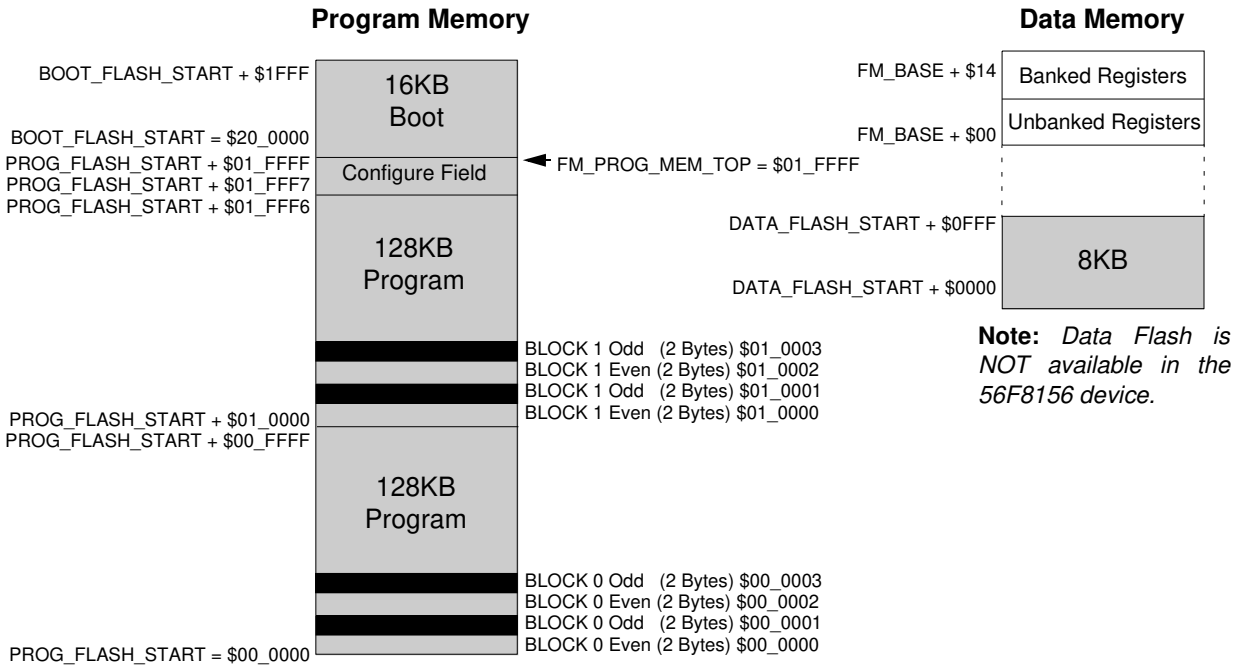 Program Memory
Data Memory
BOOT_FLASH_START + $1FFF
16KB
Boot
BOOT_FLASH_START = $20_0000
PROG_FLASH_START + $01_FFFF
PROG_FLASH_START + $01_FFF7
PROG_FLASH_START + $01_FFF6
Configure Field
FM_PROG_MEM_TOP = $01_FFFF
128KB
Program
BLOCK 1 Odd (2 Bytes) $01_0003
BLOCK 1 Even (2 Bytes) $01_0002
BLOCK 1 Odd (2 Bytes) $01_0001
BLOCK 1 Even (2 Bytes) $01_0000
PROG_FLASH_START + $01_0000
PROG_FLASH_START + $00_FFFF
128KB
Program
BLOCK 0 Odd (2 Bytes) $00_0003
BLOCK 0 Even (2 Bytes) $00_0002
BLOCK 0 Odd (2 Bytes) $00_0001
BLOCK 0 Even (2 Bytes) $00_0000
PROG_FLASH_START = $00_0000
FM_BASE + $14
Banked Registers
Unbanked Registers
FM_BASE + $00
DATA_FLASH_START + $0FFF
8KB
DATA_FLASH_START + $0000
Note: Data Flash is
NOT available in the
56F8156 device.